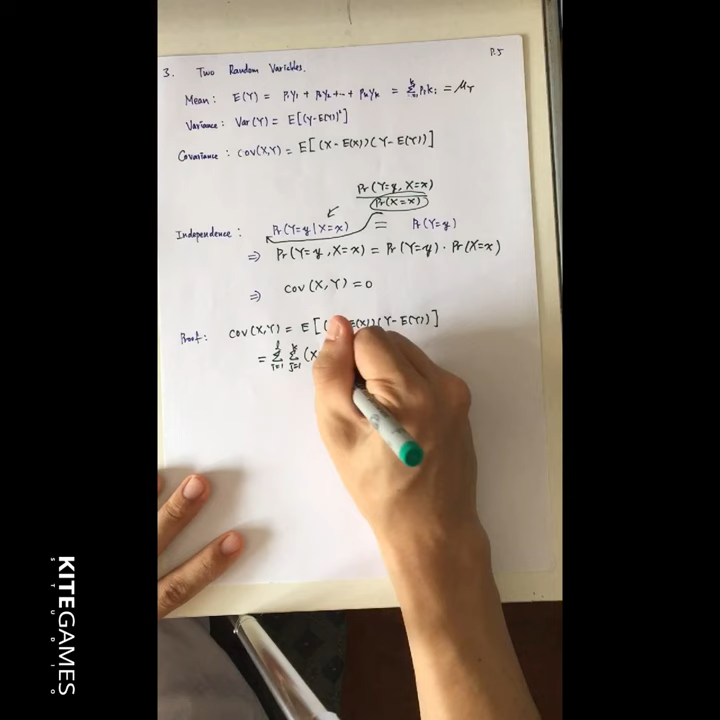 P.5
3. Two Random Variables.
Mean: E(Y) = P₁Y₁ + P₂Y₂ +...+ PₖYₖ = Σ Pᵢkᵢ = μY
Variance: Var(Y) = E[(Y-E(Y))²]
Covariance: COV(X,Y) = E[(X-E(X))(Y-E(Y))]
Pr(Y=y, X=x)
Pr(X=x)
Independence: Pr(Y=y|X=x) = Pr(Y=y)
⇒ Pr(Y=y, X=x) = Pr(Y=y) · Pr(X=x)
⇒ COV(X,Y) = 0
Proof: COV(X,Y) = E[( E(X))(Y-E(Y))]
= Σ Σ (X
KITEGAMES
STUDIO